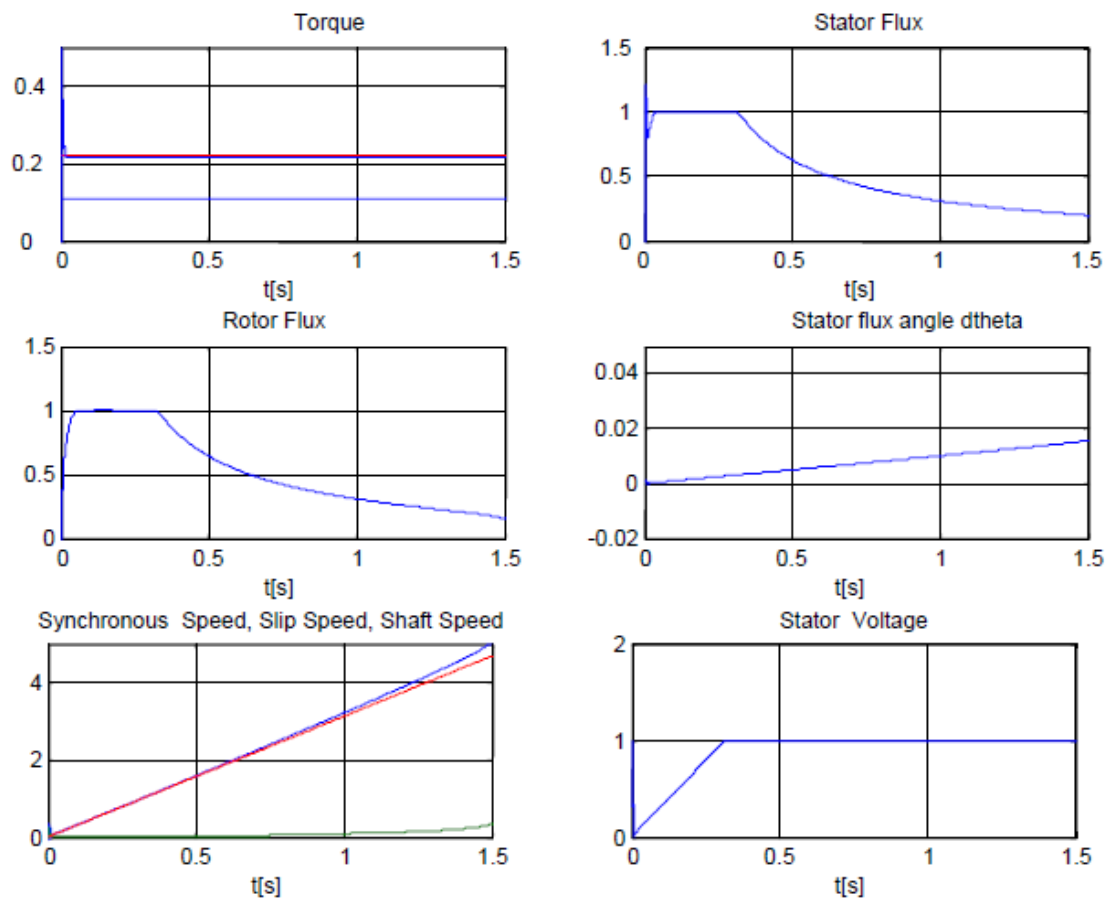 Torque
0.4
0.2
0
0 0.5 1 1.5
t[s]
Stator Flux
1.5
1
0.5
0
0 0.5 1 1.5
t[s]
Rotor Flux
1.5
1
0.5
0
0 0.5 1 1.5
t[s]
Stator flux angle dtheta
0.04
0.02
0
-0.02
0 0.5 1 1.5
t[s]
Synchronous Speed, Slip Speed, Shaft Speed
4
2
0
0 0.5 1 1.5
t[s]
Stator Voltage
2
1
0
0 0.5 1 1.5
t[s]